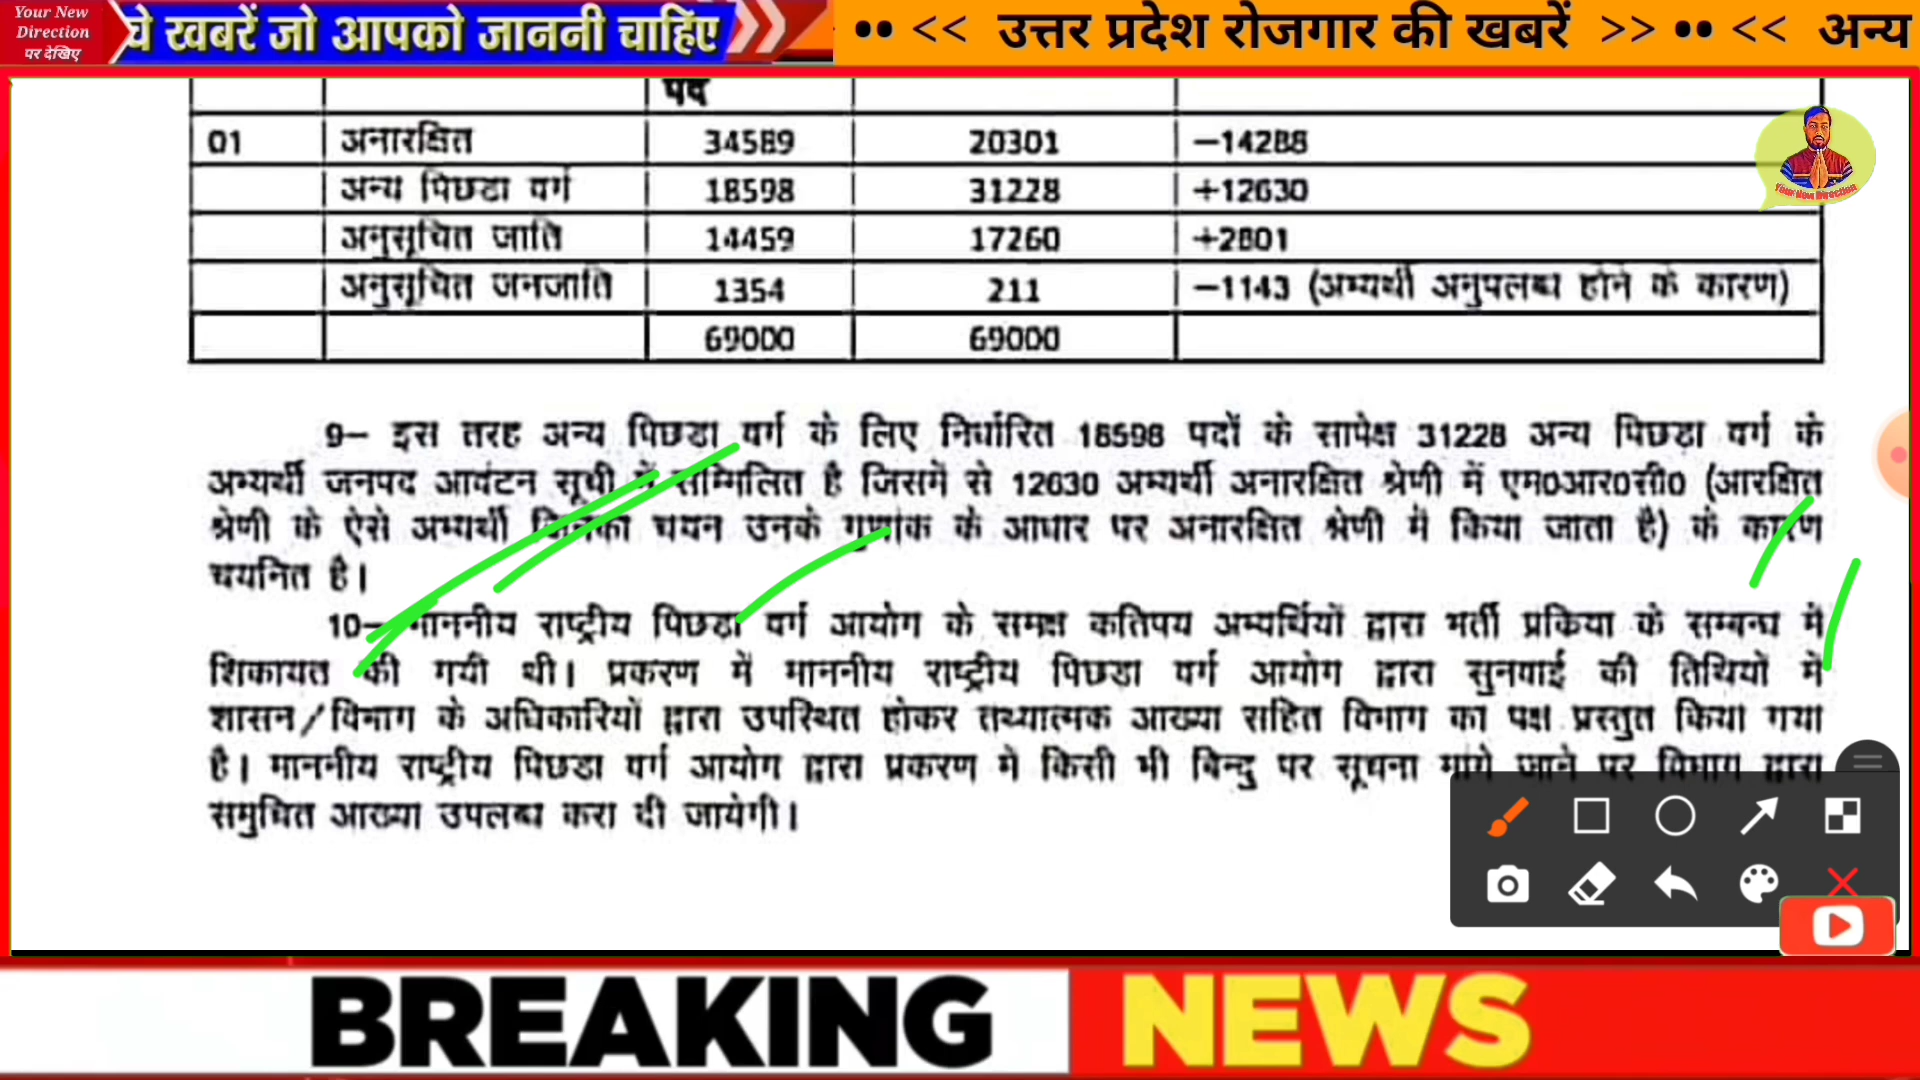 Your New
Direction
पर देखिए
ये खबरें जो आपको जाननी चाहिए
•• << उत्तर प्रदेश रोजगार की खबरें >> •• << अन्य
पद
01 अनारक्षित 34589 20301 –14288
अन्य पिछडा वर्ग 18598 31228 +12630
अनुसूचित जाति 14459 17260 +2801
अनुसूचित जनजाति 1354 211 –1143 (अभ्यर्थी अनुपलब्ध होने के कारण)
69000 69000
Your New Direction
9– इस तरह अन्य पिछडा वर्ग के लिए निर्धारित 18598 पदों के सापेक्ष 31228 अन्य पिछड़ा वर्ग के
अभ्यर्थी जनपद आवंटन सूची में सम्मिलित है जिसमें से 12630 अभ्यर्थी अनारक्षित श्रेणी में एम0आर0सी0 (आरक्षित
श्रेणी के ऐसे अभ्यर्थी जिनका चयन उनके गुणांक के आधार पर अनारक्षित श्रेणी में किया जाता है) के कारण
चयनित है।
10– माननीय राष्ट्रीय पिछडा वर्ग आयोग के समक्ष कतिपय अभ्यर्थियों द्वारा भर्ती प्रकिया के सम्बन्ध में
शिकायत की गयी थी। प्रकरण में माननीय राष्ट्रीय पिछडा वर्ग आयोग द्वारा सुनवाई की तिथियों में
शासन/विभाग के अधिकारियों द्वारा उपस्थित होकर तथ्यात्मक आख्या सहित विभाग का पक्ष प्रस्तुत किया गया
है। माननीय राष्ट्रीय पिछडा वर्ग आयोग द्वारा प्रकरण में किसी भी बिन्दु पर सूचना मांगे जाने पर विभाग द्वारा
समुचित आख्या उपलब्ध करा दी जायेगी।
BREAKING NEWS